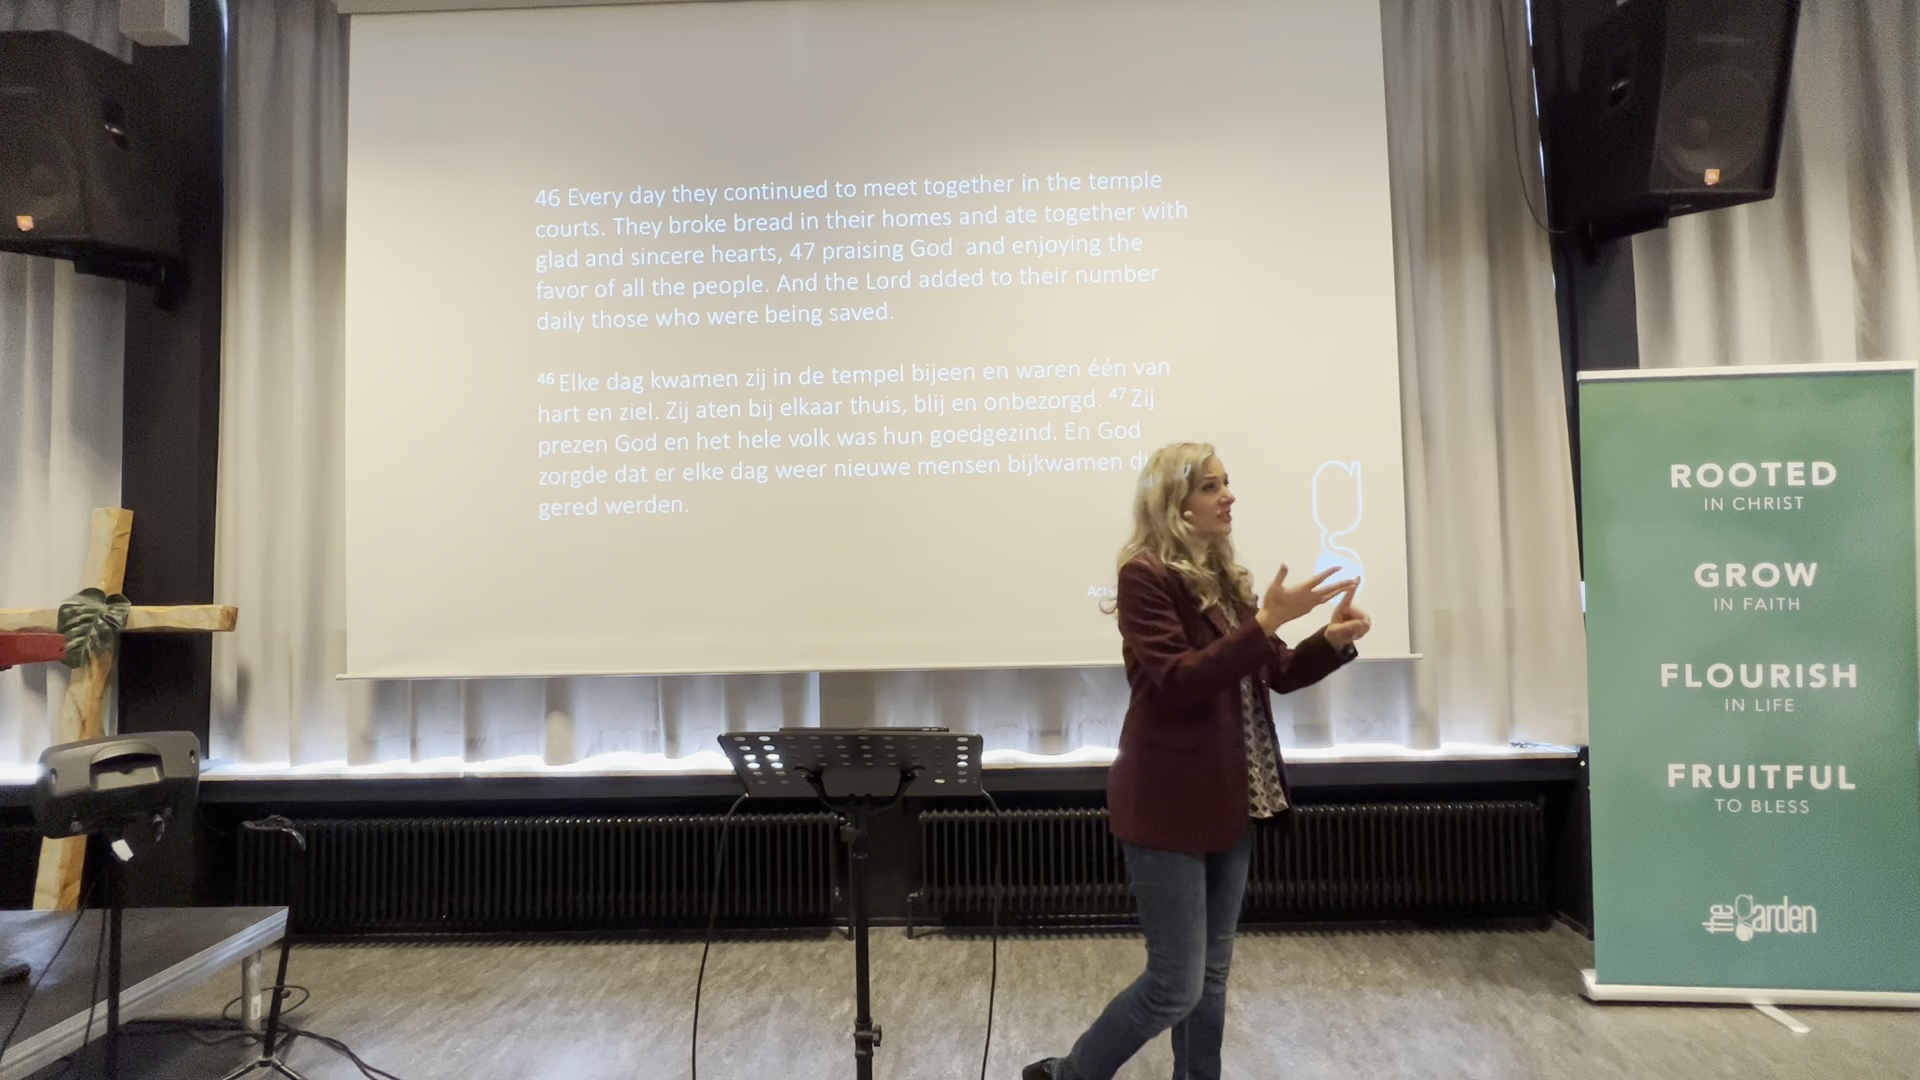 46 Every day they continued to meet together in the temple
courts. They broke bread in their homes and ate together with
glad and sincere hearts, 47 praising God  and enjoying the
favor of all the people. And the Lord added to their number
daily those who were being saved.
46 Elke dag kwamen zij in de tempel bijeen en waren één van
hart en ziel. Zij aten bij elkaar thuis, blij en onbezorgd. 47 Zij
prezen God en het hele volk was hun goedgezind. En God
zorgde dat er elke dag weer nieuwe mensen bijkwamen
gered werden.
Acts
ROOTED
IN CHRIST
GROW
IN FAITH
FLOURISH
IN LIFE
FRUITFUL
TO BLESS
the garden